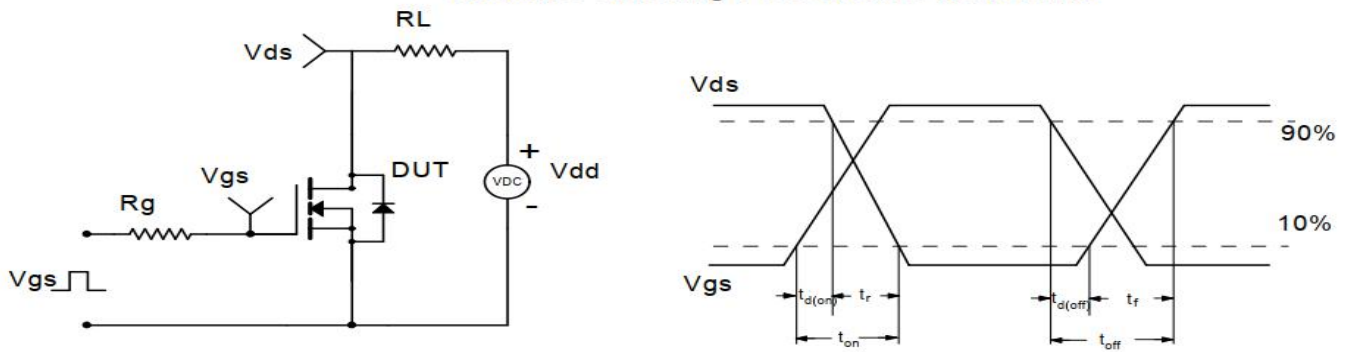 RL
Vds
Vgs
DUT
Rg
VDC
+
-
Vdd
Vgs
Vds
90%
10%
Vgs
td(on)
tr
td(off)
tf
ton
toff